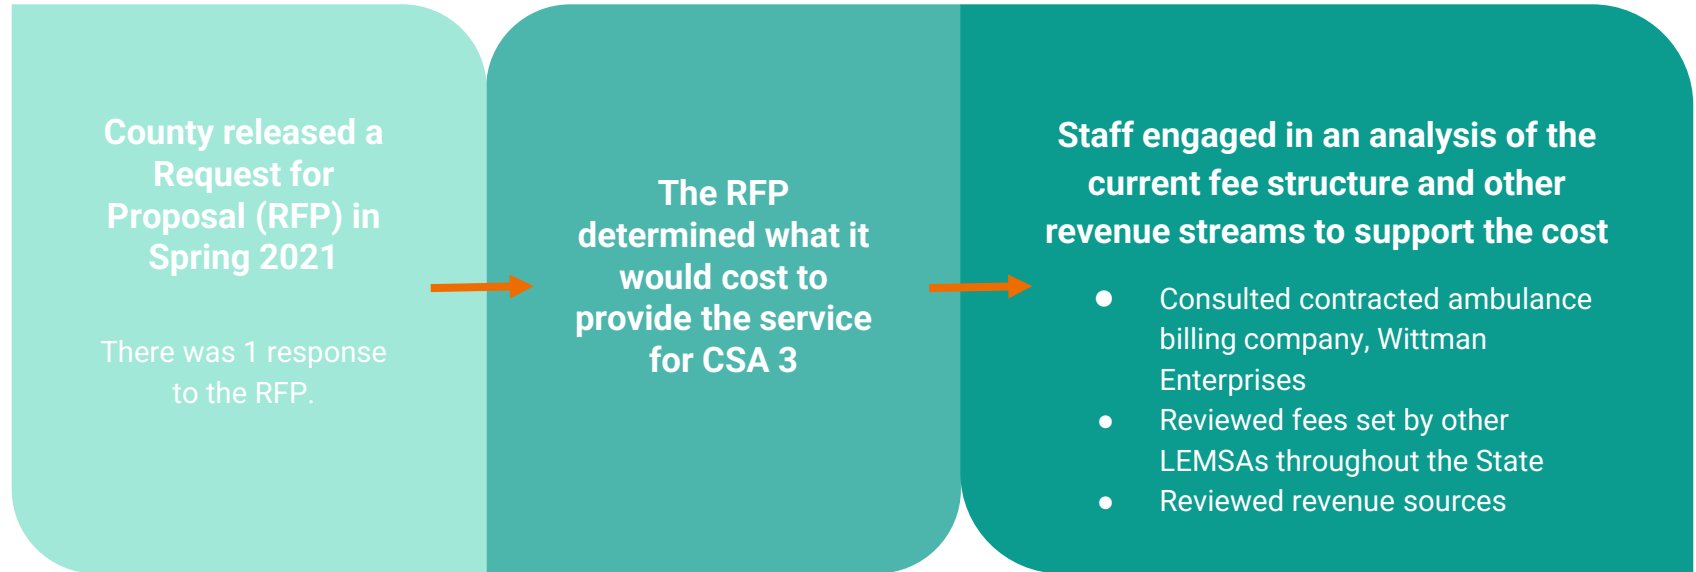 County released a
Request for
Proposal (RFP) in
Spring 2021
There was 1 response
to the RFP.
The RFP
determined what it
would cost to
provide the service
for CSA 3
Staff engaged in an analysis of the
current fee structure and other
revenue streams to support the cost
● Consulted contracted ambulance
billing company, Wittman
Enterprises
● Reviewed fees set by other
LEMSAs throughout the State
● Reviewed revenue sources